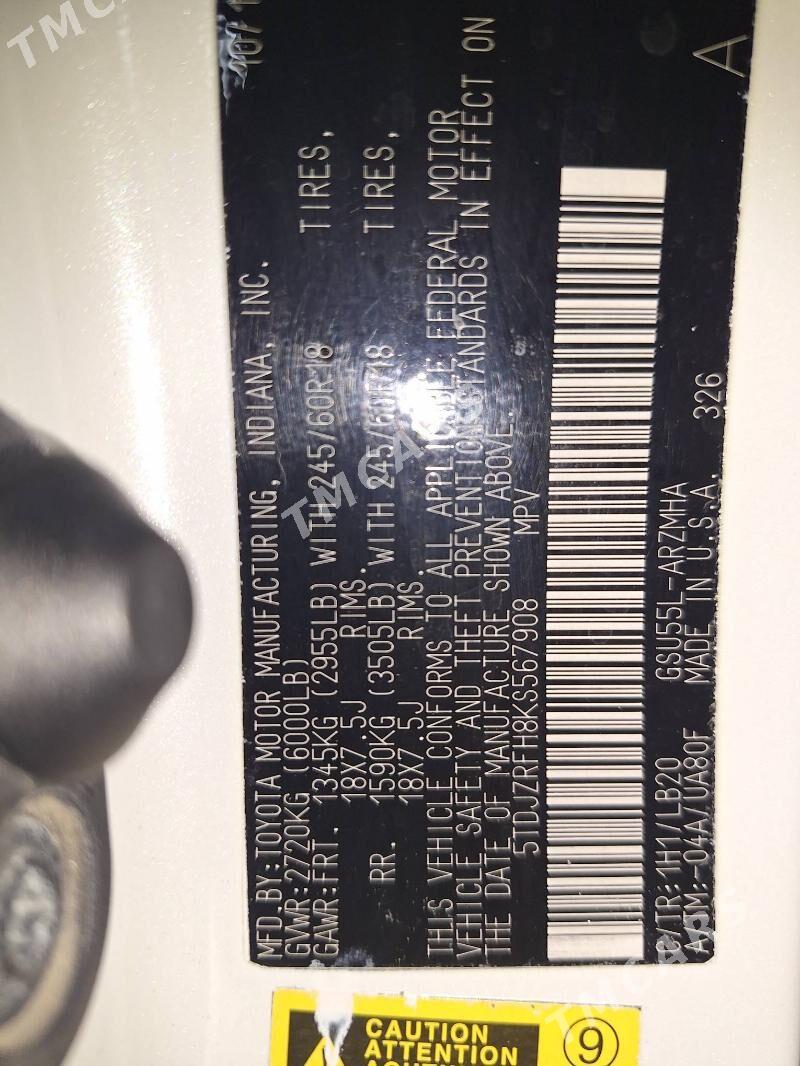 MFD.BY:TOYOTA MOTOR MANUFACTURING, INDIANA, INC. 10/1
GVWR:2720KG (6000LB)
GAWR:FRT. 1345KG (2955LB) WITH 245/60R18 TIRES,
18X7.5J RIMS.
RR. 1590KG (3505LB) WITH 245/60R18 TIRES,
18X7.5J RIMS.
THIS VEHICLE CONFORMS TO ALL APPLICABLE FEDERAL MOTOR
VEHICLE SAFETY AND THEFT PREVENTION STANDARDS IN EFFECT ON
THE DATE OF MANUFACTURE SHOWN ABOVE.
5TDJZRFH8KS567908 MPV
C/TR:1H1/LB20 GSU55L-ARZMHA A
A/TM:-04A/UA80F MADE IN U.S.A. 326
CAUTION
ATTENTION
9
TMCARS
TMCARS